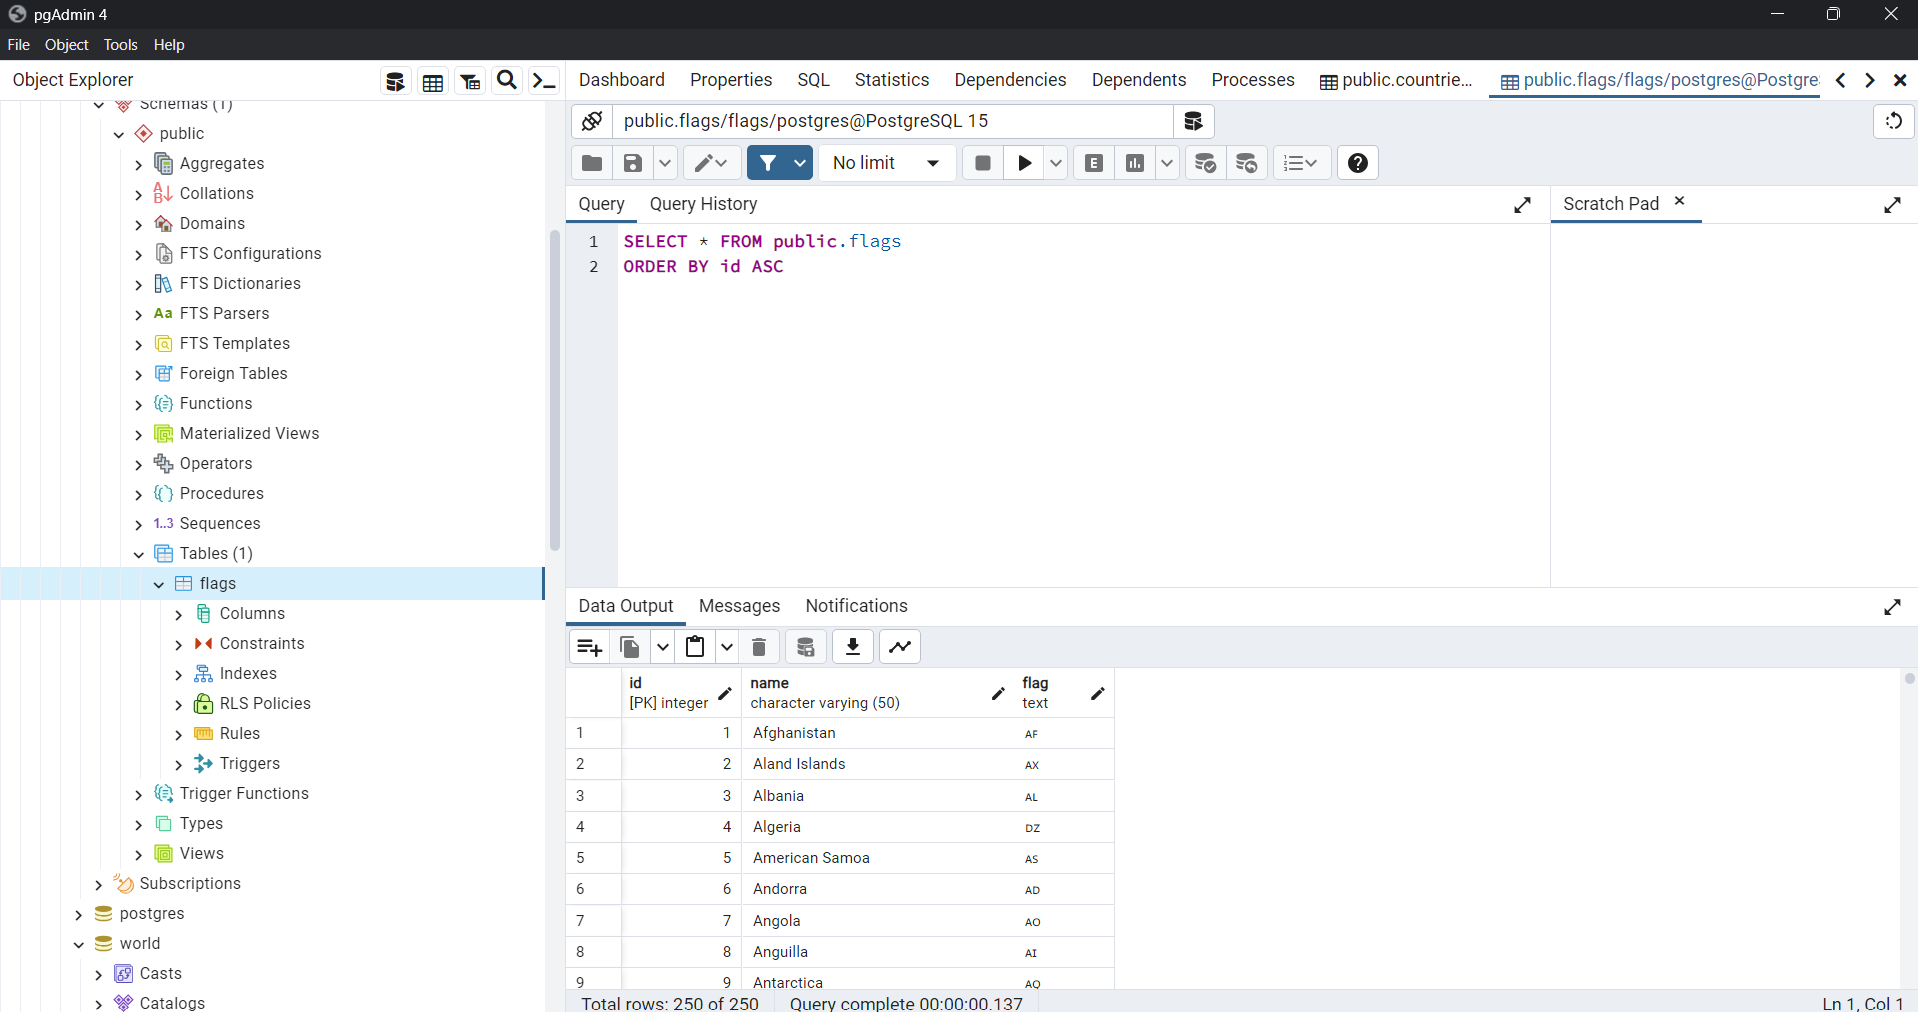 pgAdmin 4
File Object Tools Help
Object Explorer
Dashboard Properties SQL Statistics Dependencies Dependents Processes public.countrie... public.flags/flags/postgres@Postgre
Schemas (1)
public
Aggregates
Collations
Domains
FTS Configurations
FTS Dictionaries
Aa FTS Parsers
FTS Templates
Foreign Tables
Functions
Materialized Views
Operators
Procedures
1..3 Sequences
Tables (1)
flags
Columns
Constraints
Indexes
RLS Policies
Rules
Triggers
Trigger Functions
Types
Views
Subscriptions
postgres
world
Casts
Catalogs
public.flags/flags/postgres@PostgreSQL 15
No limit E
Query Query History
Scratch Pad
1 SELECT * FROM public.flags
2 ORDER BY id ASC
Data Output Messages Notifications
id name flag
[PK] integer character varying (50) text
1 1 Afghanistan AF
2 2 Aland Islands AX
3 3 Albania AL
4 4 Algeria DZ
5 5 American Samoa AS
6 6 Andorra AD
7 7 Angola AO
8 8 Anguilla AI
9 9 Antarctica AQ
Total rows: 250 of 250 Query complete 00:00:00.137 Ln 1, Col 1